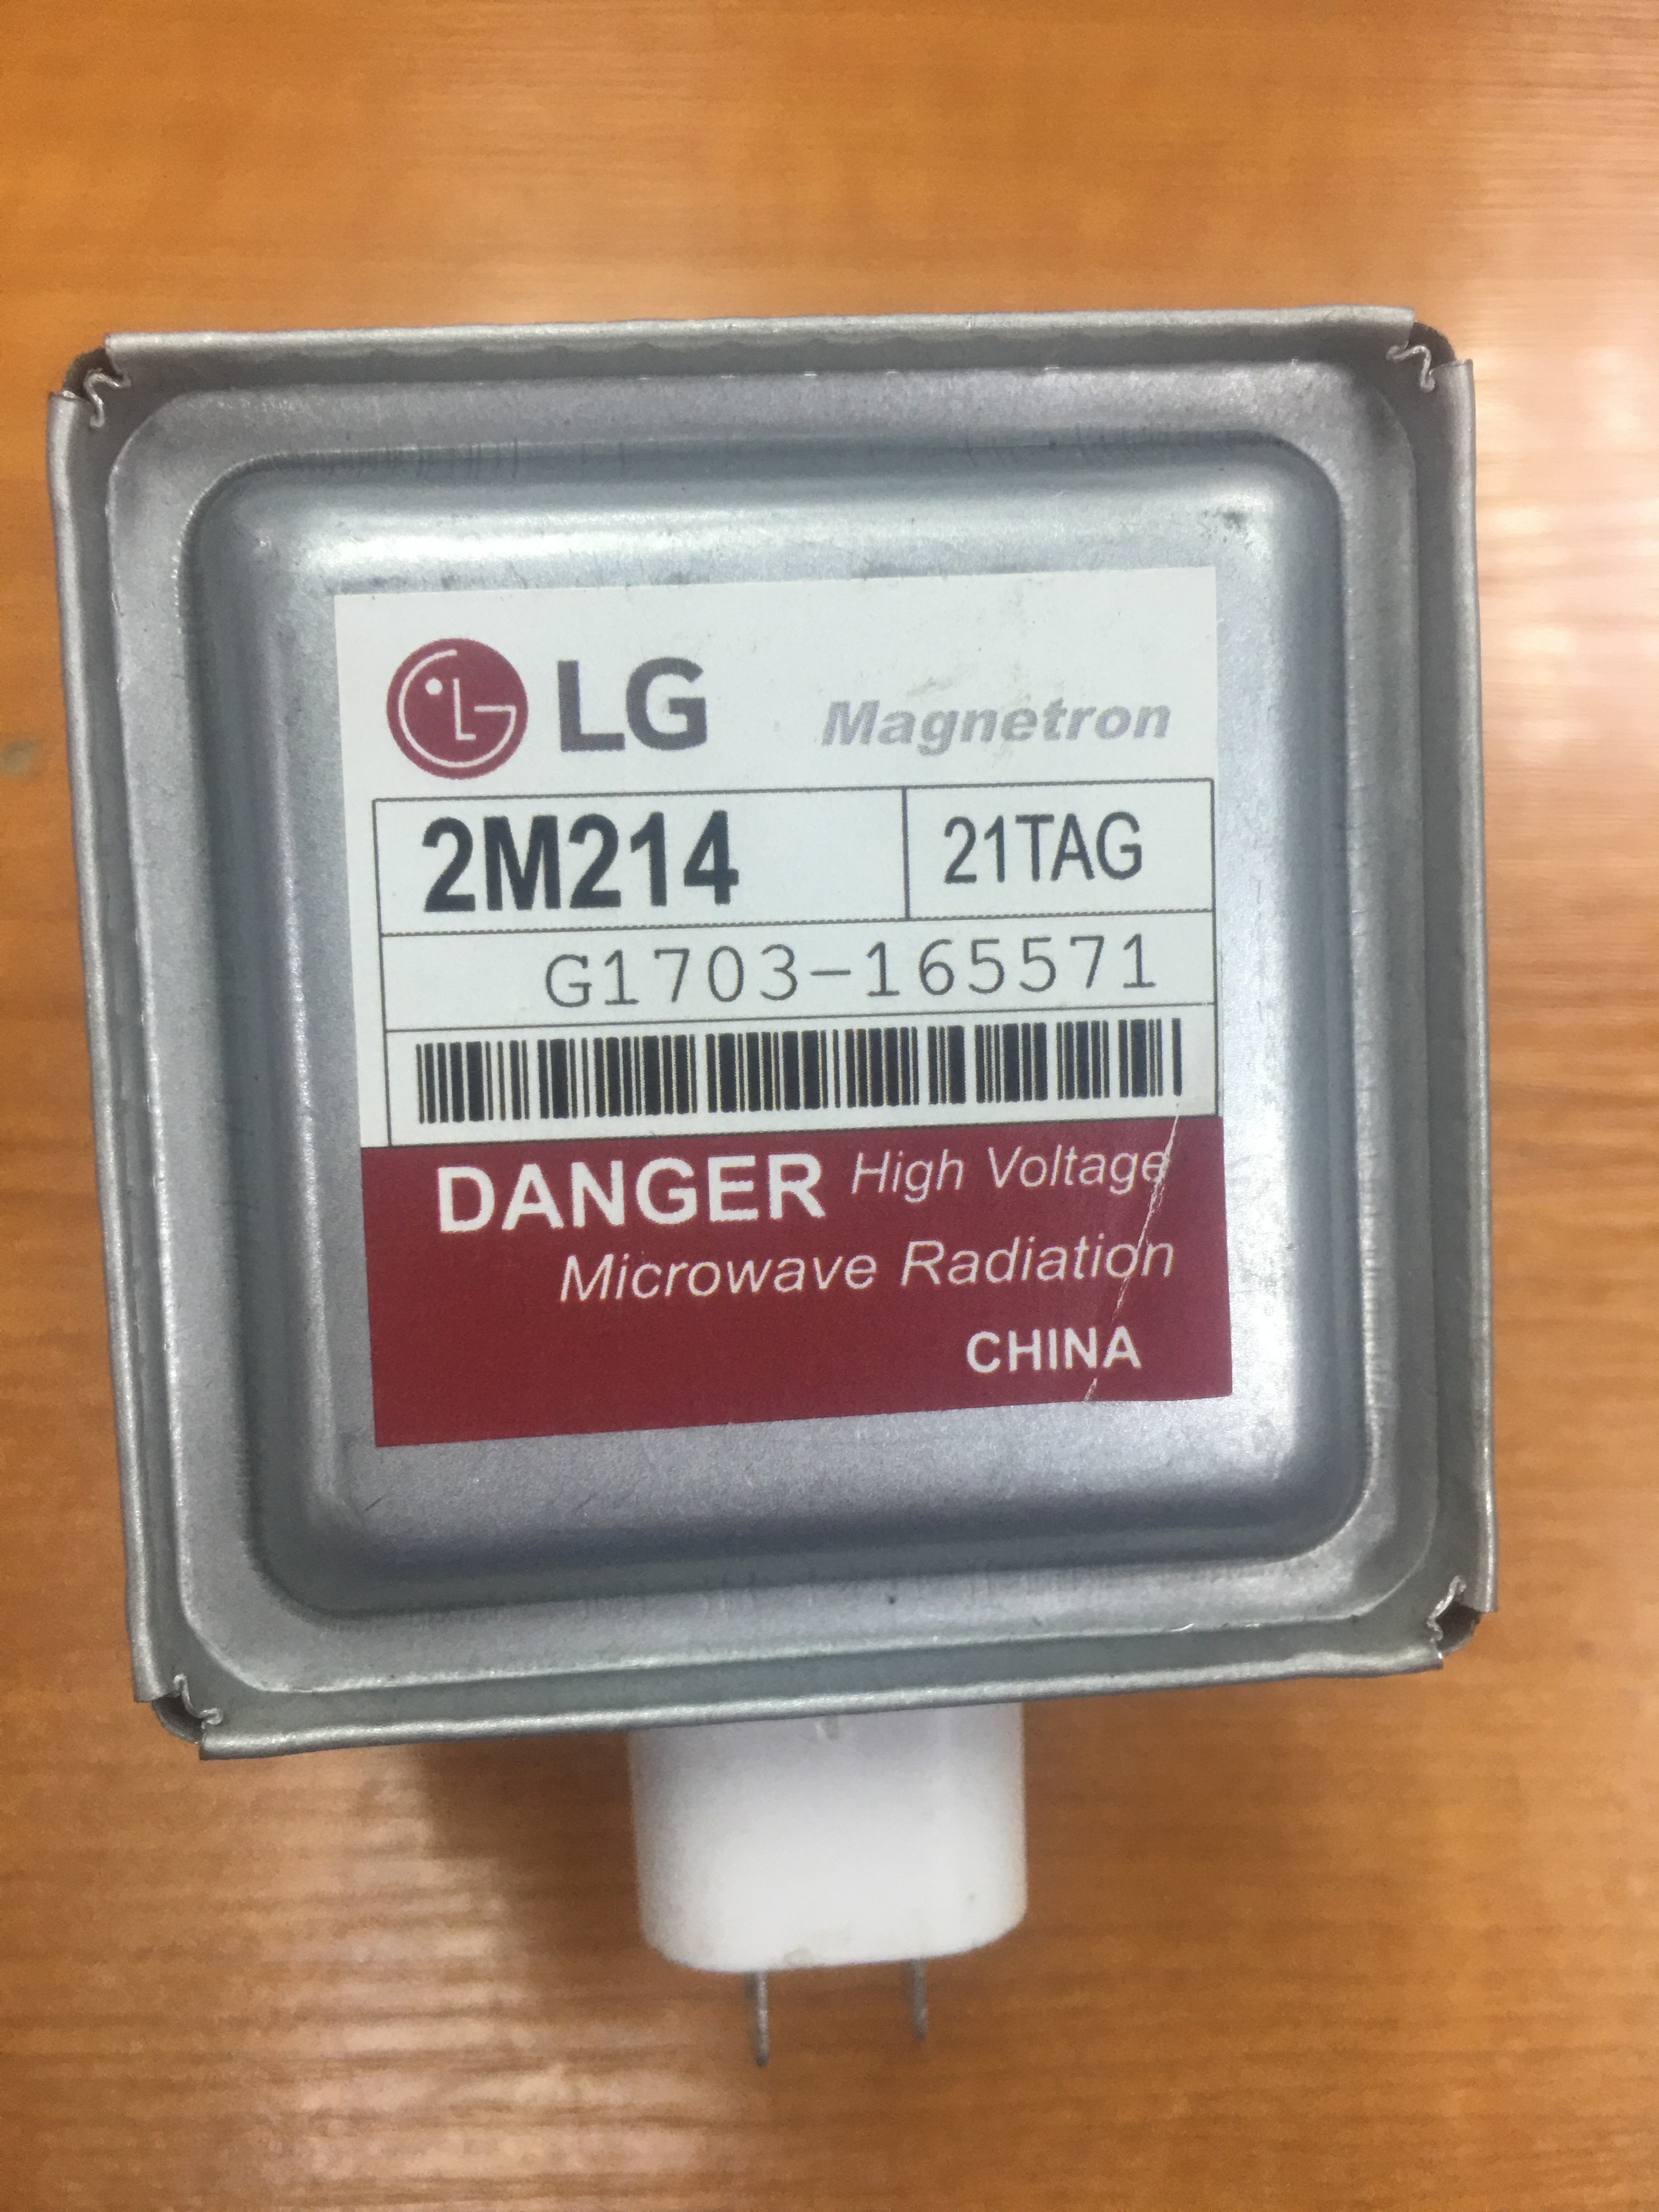 LG Magnetron
2M214 21TAG
G1703-165571
DANGER High Voltage
Microwave Radiation
CHINA